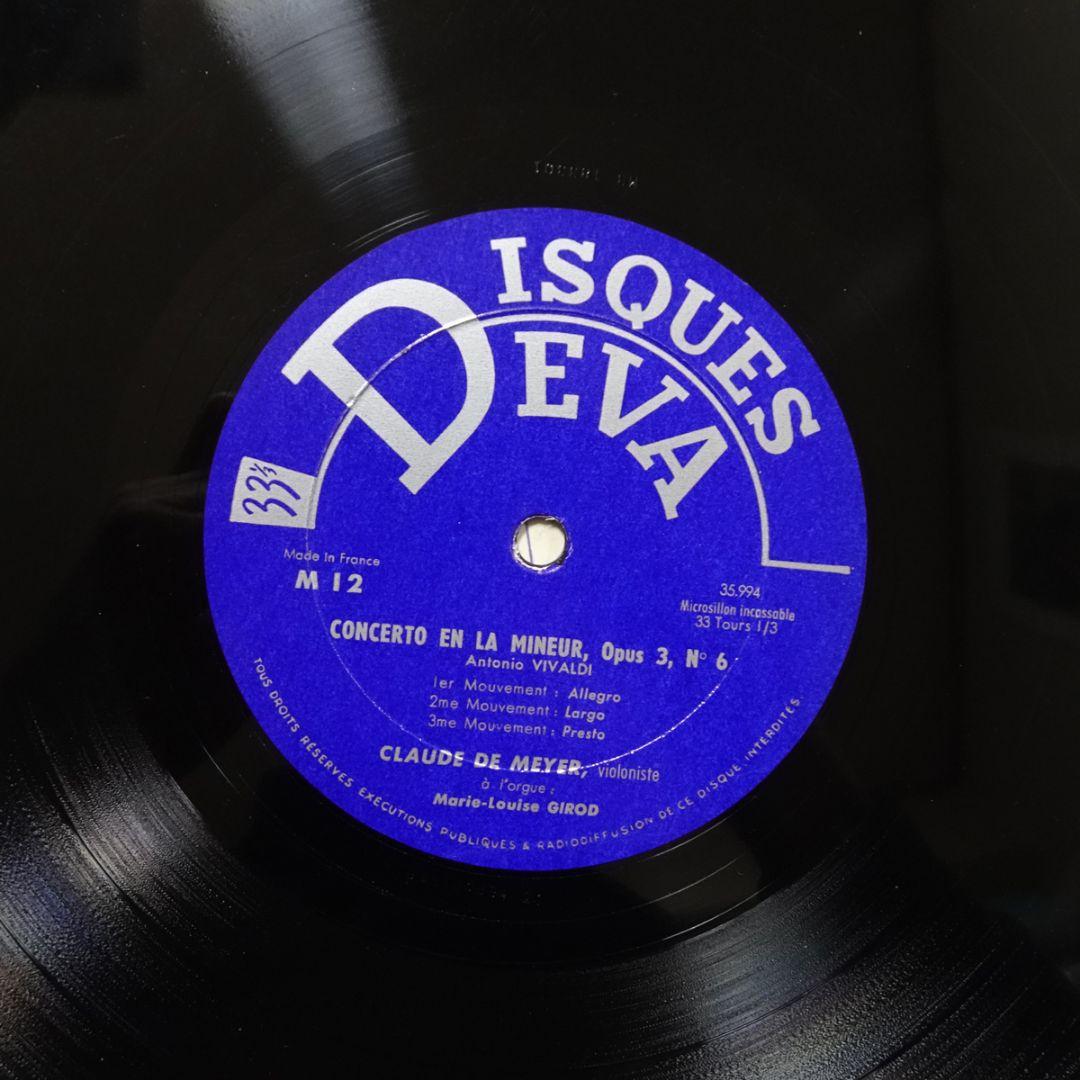 DISQUES
DEVA
33⅓
Made in France
M 12
35.994
Microsillon incassable
33 Tours 1/3
CONCERTO EN LA MINEUR, Opus 3, N° 6
Antonio VIVALDI
1er Mouvement : Allegro
2me Mouvement : Largo
3me Mouvement : Presto
CLAUDE DE MEYER, violoniste
à l'orgue :
Marie-Louise GIROD
TOUS DROITS RÉSERVES EXÉCUTIONS PUBLIQUES & RADIODIFFUSION DE CE DISQUE INTERDITES.